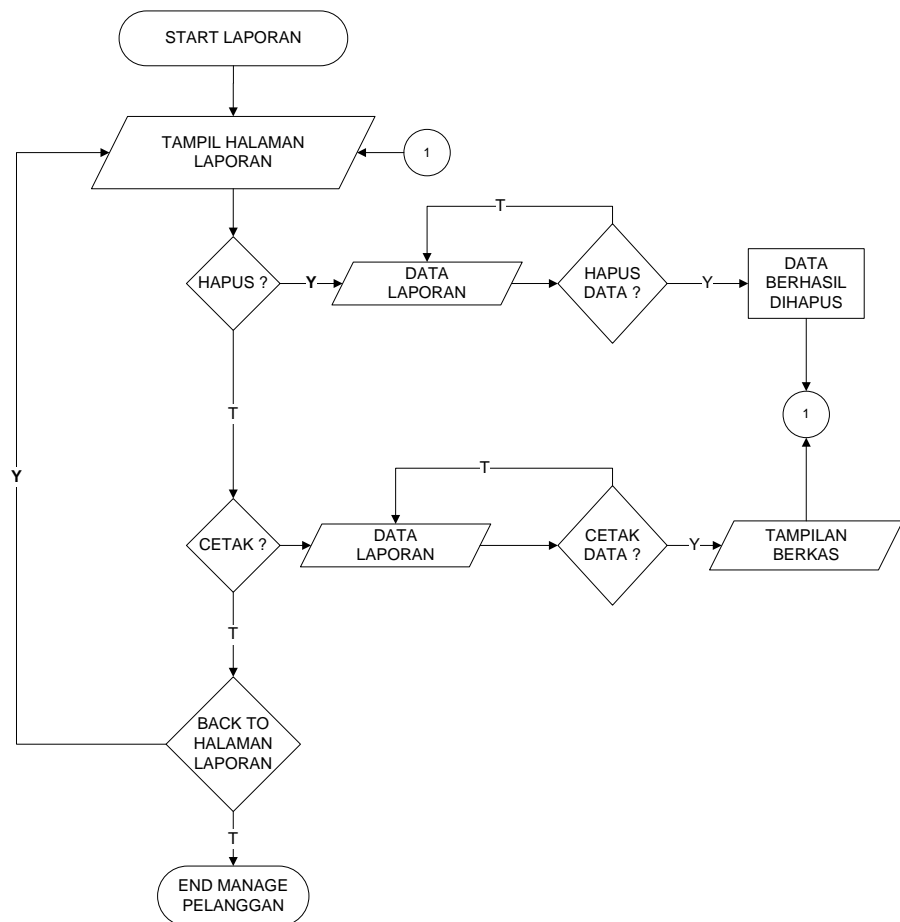 START LAPORAN
TAMPIL HALAMAN
LAPORAN
1
T
HAPUS ?
Y
DATA
LAPORAN
HAPUS
DATA ?
Y
DATA
BERHASIL
DIHAPUS
T
1
Y
T
CETAK ?
DATA
LAPORAN
CETAK
DATA ?
Y
TAMPILAN
BERKAS
T
BACK TO
HALAMAN
LAPORAN
T
END MANAGE
PELANGGAN